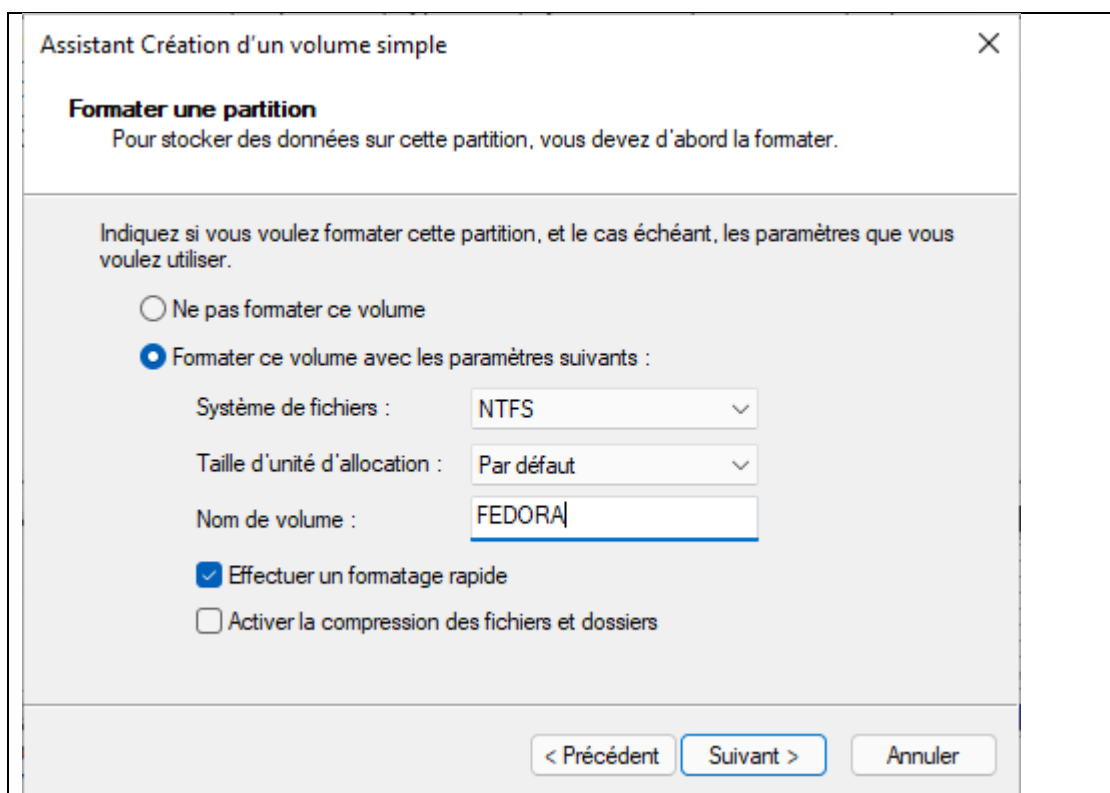 Assistant Création d'un volume simple
Formater une partition
Pour stocker des données sur cette partition, vous devez d'abord la formater.
Indiquez si vous voulez formater cette partition, et le cas échéant, les paramètres que vous
voulez utiliser.
Ne pas formater ce volume
Formater ce volume avec les paramètres suivants :
Système de fichiers : NTFS
Taille d'unité d'allocation : Par défaut
Nom de volume : FEDORA
Effectuer un formatage rapide
Activer la compression des fichiers et dossiers
< Précédent Suivant > Annuler